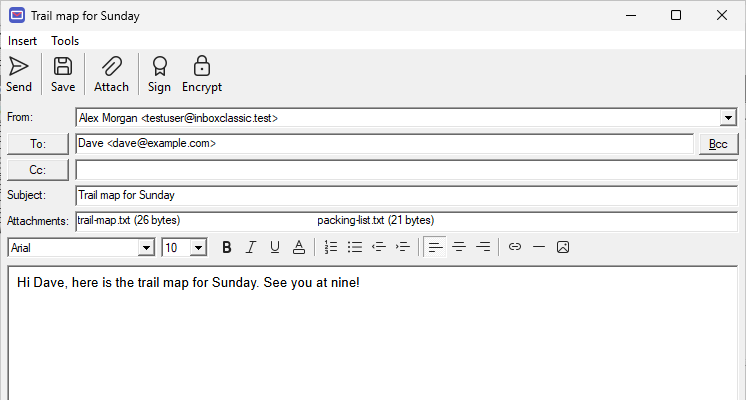 Trail map for Sunday
Insert Tools
Send Save Attach Sign Encrypt
From: Alex Morgan <testuser@inboxclassic.test>
To: Dave <dave@example.com> Bcc
Cc:
Subject: Trail map for Sunday
Attachments: trail-map.txt (26 bytes) packing-list.txt (21 bytes)
Arial 10 B I U A
Hi Dave, here is the trail map for Sunday. See you at nine!